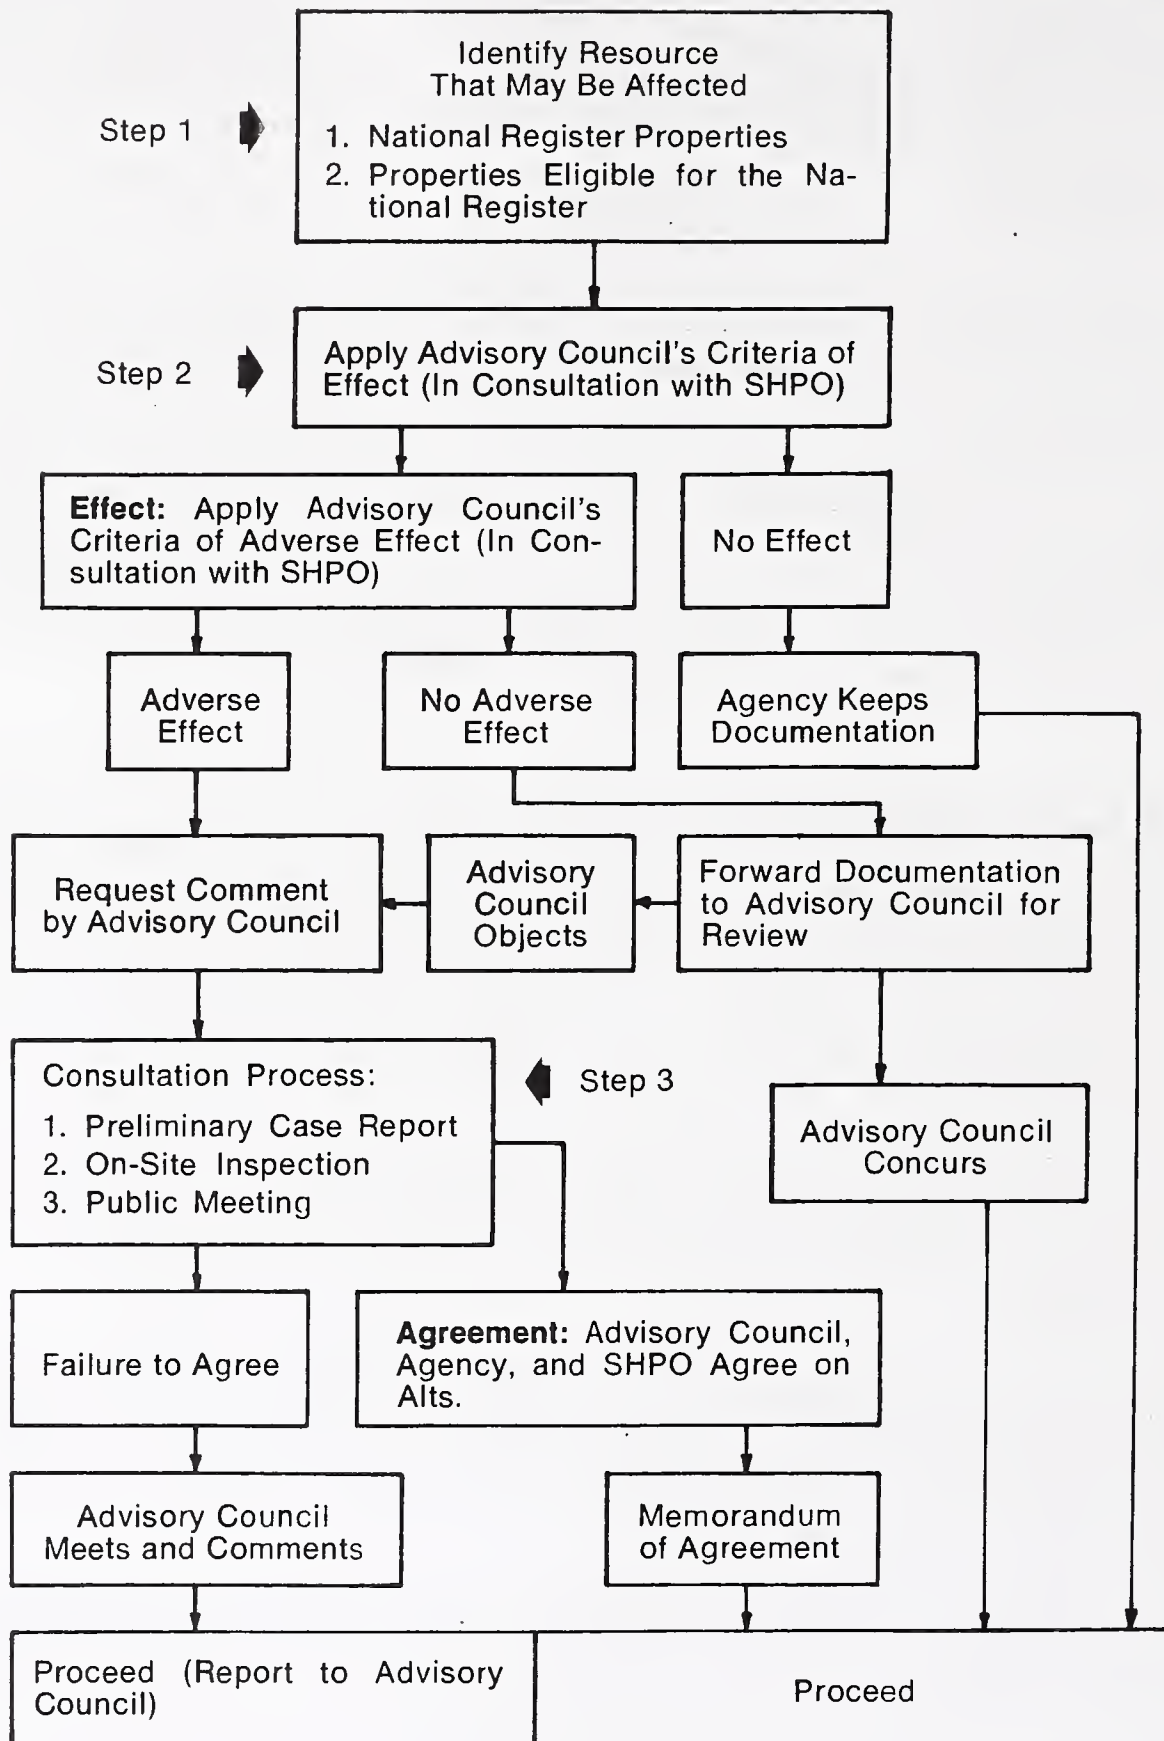 Identify Resource
That May Be Affected
Step 1
1. National Register Properties
2. Properties Eligible for the Na-
tional Register
Step 2
Apply Advisory Council's Criteria of
Effect (In Consultation with SHPO)
Effect: Apply Advisory Council's
Criteria of Adverse Effect (In Con-
sultation with SHPO)
No Effect
Adverse
Effect
No Adverse
Effect
Agency Keeps
Documentation
Request Comment
by Advisory Council
Advisory
Council
Objects
Forward Documentation
to Advisory Council for
Review
Consultation Process:
1. Preliminary Case Report
2. On-Site Inspection
3. Public Meeting
Step 3
Advisory Council
Concurs
Failure to Agree
Agreement: Advisory Council,
Agency, and SHPO Agree on
Alts.
Advisory Council
Meets and Comments
Memorandum
of Agreement
Proceed (Report to Advisory
Council)
Proceed